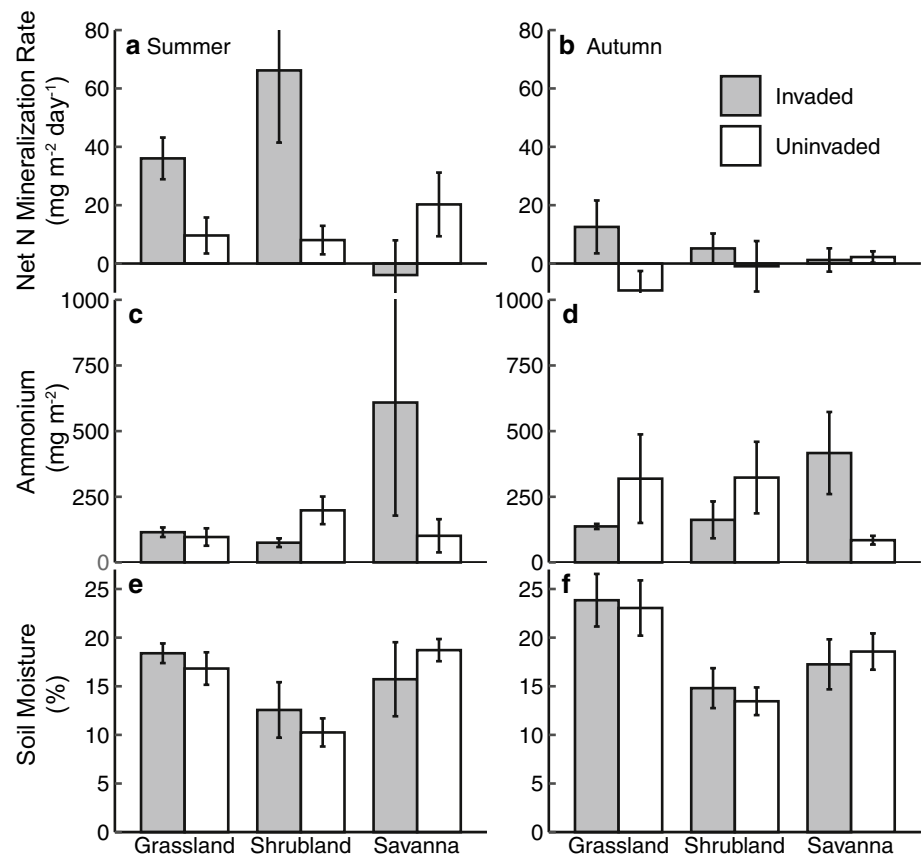 a Summer
b Autumn
Net N Mineralization Rate
(mg m⁻² day⁻¹)
80
60
40
20
0
80
60
40
20
0
Invaded
Uninvaded
c
d
Ammonium
(mg m⁻²)
1000
750
500
250
0
1000
750
500
250
0
e
f
Soil Moisture
(%)
25
20
15
10
5
0
25
20
15
10
5
0
Grassland Shrubland Savanna
Grassland Shrubland Savanna